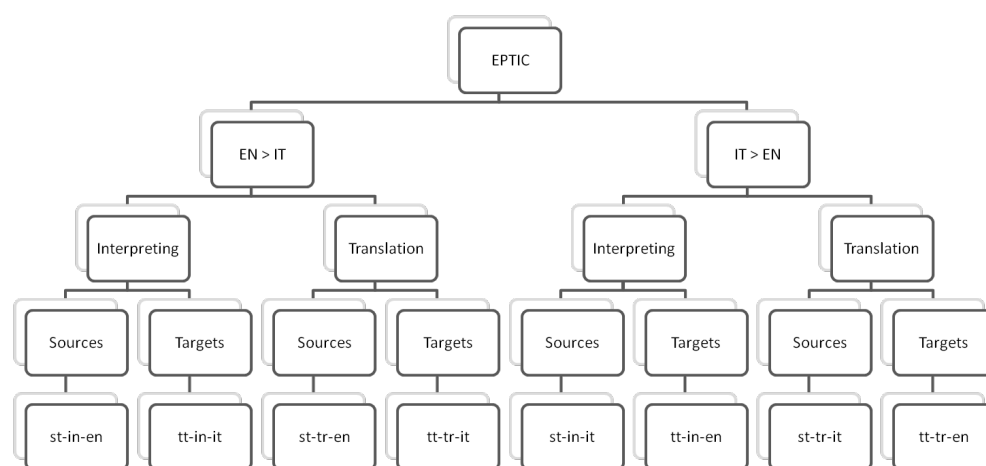 EPTIC
EN > IT
IT > EN
Interpreting
Translation
Interpreting
Translation
Sources
Targets
Sources
Targets
Sources
Targets
Sources
Targets
st-in-en
tt-in-it
st-tr-en
tt-tr-it
st-in-it
tt-in-en
st-tr-it
tt-tr-en